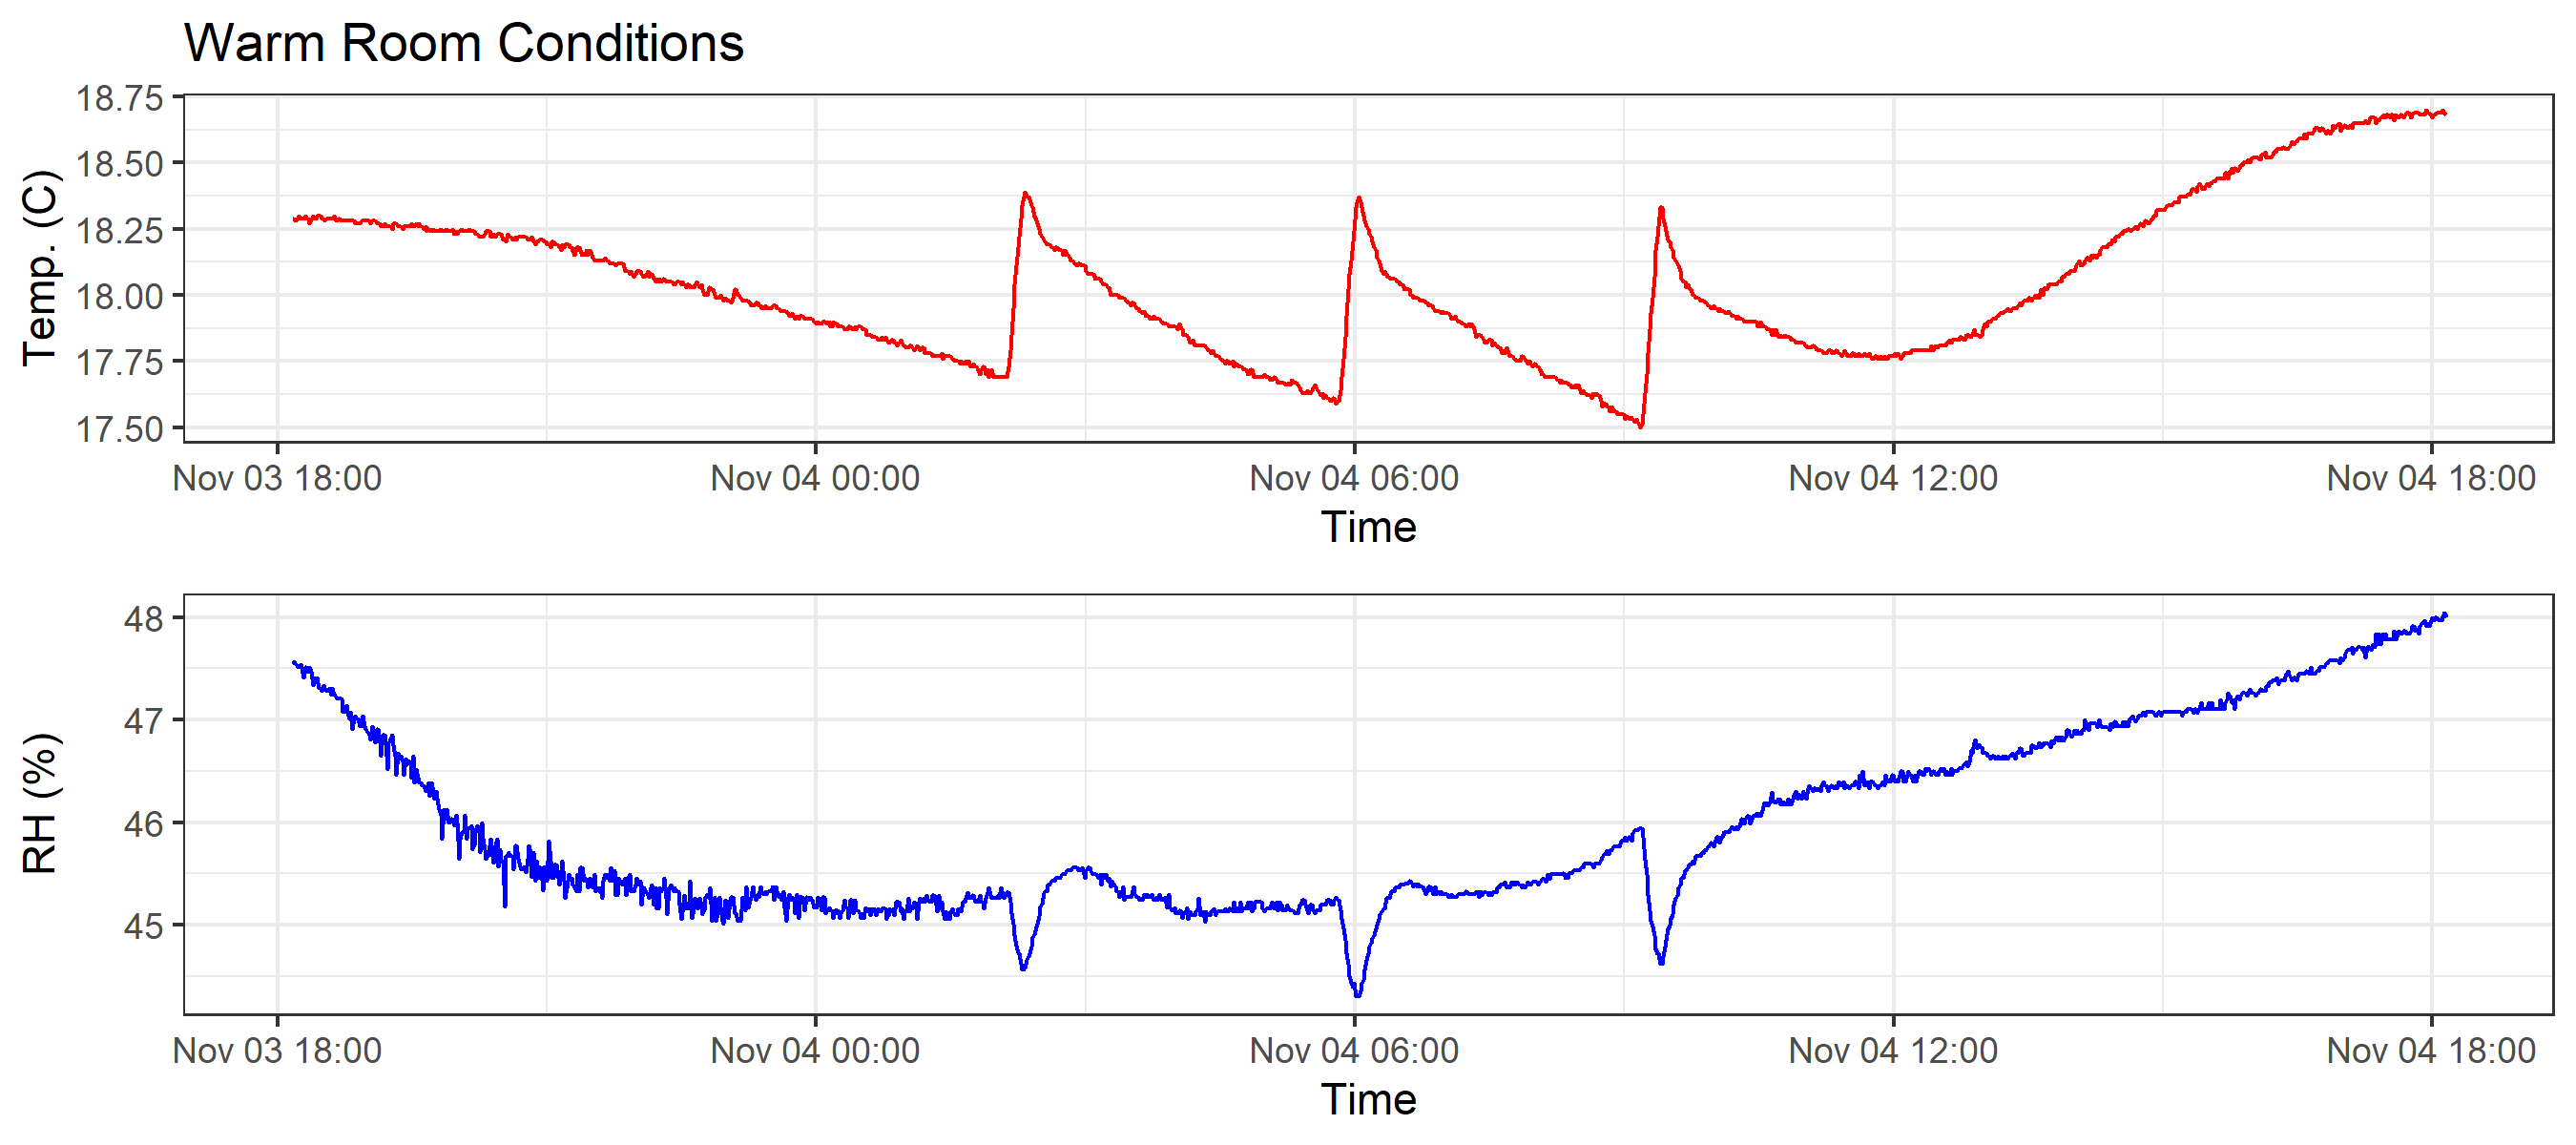 Warm Room Conditions
Temp. (C)
18.75
18.50
18.25
18.00
17.75
17.50
Nov 03 18:00 Nov 04 00:00 Nov 04 06:00 Nov 04 12:00 Nov 04 18:00
Time
RH (%)
48
47
46
45
Nov 03 18:00 Nov 04 00:00 Nov 04 06:00 Nov 04 12:00 Nov 04 18:00
Time